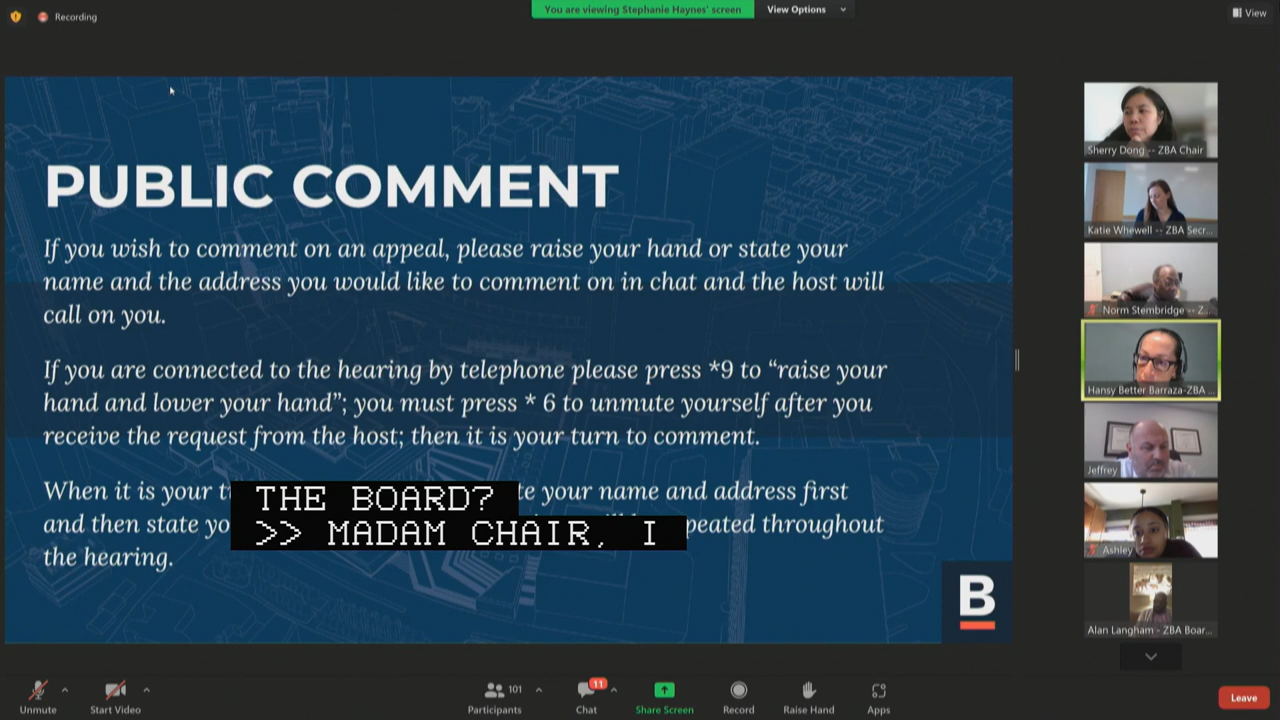 Recording
You are viewing Stephanie Haynes' screen
View Options
View
PUBLIC COMMENT
If you wish to comment on an appeal, please raise your hand or state your
name and the address you would like to comment on in chat and the host will
call on you.
If you are connected to the hearing by telephone please press *9 to “raise your
hand and lower your hand”; you must press * 6 to unmute yourself after you
receive the request from the host; then it is your turn to comment.
When it is your t
te your name and address first
and then state yo
peated throughout
the hearing.
THE BOARD?
>> MADAM CHAIR, I
B
Sherry Dong -- ZBA Chair
Katie Whewell -- ZBA Secr...
Norm Stembridge -- Z...
Hansy Better Barraza-ZBA ...
Jeffrey
Ashley
Alan Langham - ZBA Boar...
Unmute
Start Video
Participants
101
Chat
11
Share Screen
Record
Raise Hand
Apps
Leave